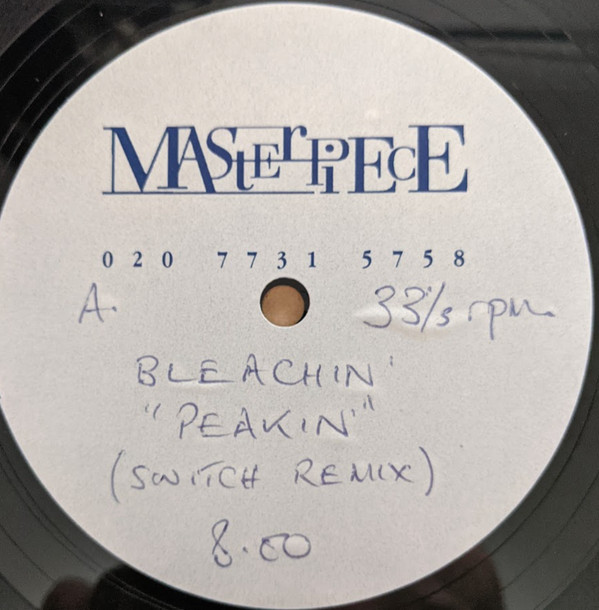 MASterpiECE
020 7731 5758
A. 33⅓ rpm.
BLEACHIN'
"PEAKIN'"
(SWITCH REMIX)
8.00